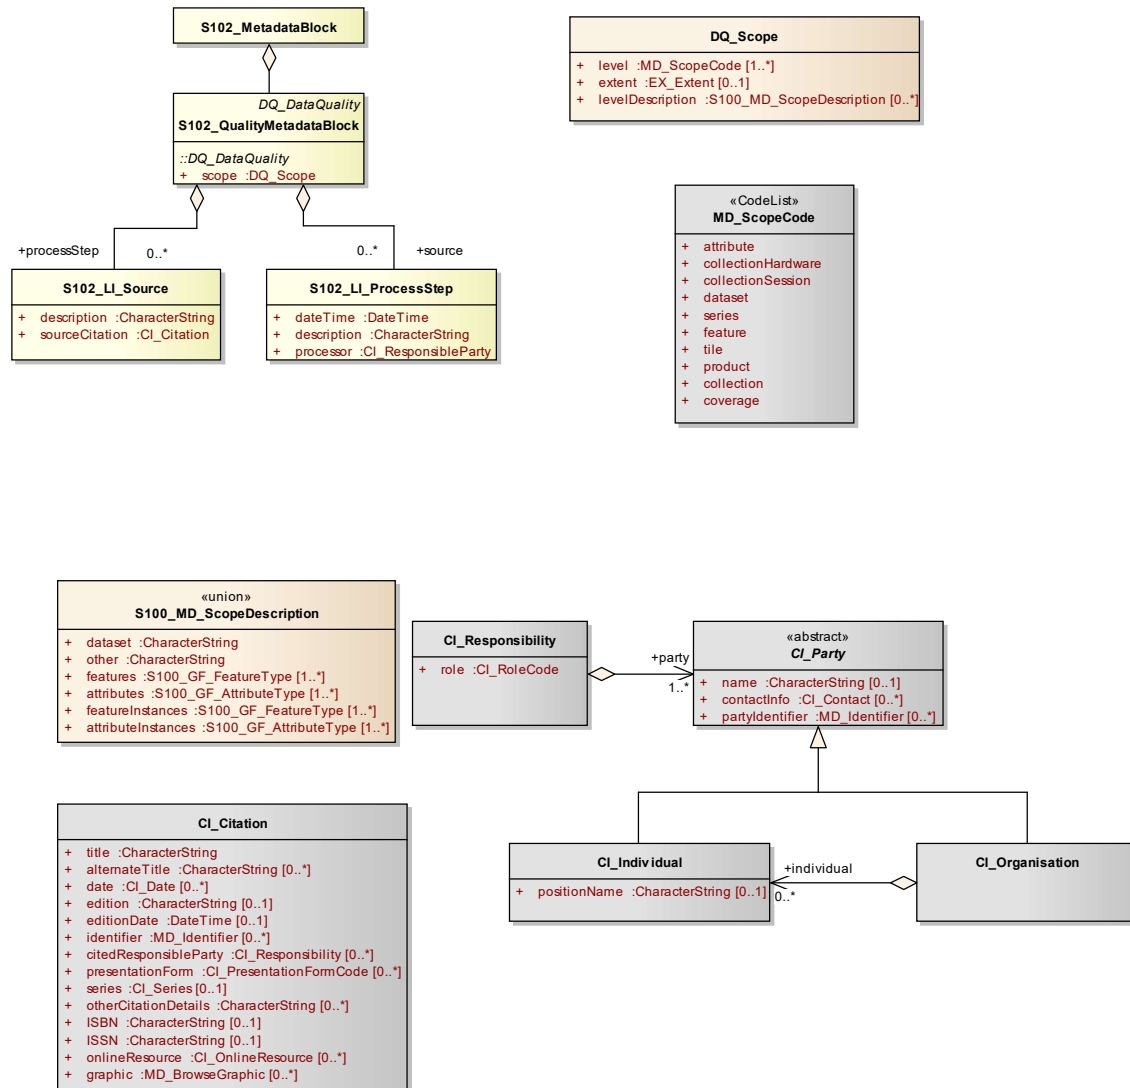 S102_MetadataBlock
DQ_DataQuality
S102_QualityMetadataBlock
::DQ_DataQuality
+ scope :DQ_Scope
+processStep
0..*
0..*
+source
S102_LI_Source
+ description :CharacterString
+ sourceCitation :CI_Citation
S102_LI_ProcessStep
+ dateTime :DateTime
+ description :CharacterString
+ processor :CI_ResponsibleParty
DQ_Scope
+ level :MD_ScopeCode [1..*]
+ extent :EX_Extent [0..1]
+ levelDescription :S100_MD_ScopeDescription [0..*]
«CodeList»
MD_ScopeCode
+ attribute
+ collectionHardware
+ collectionSession
+ dataset
+ series
+ feature
+ tile
+ product
+ collection
+ coverage
«union»
S100_MD_ScopeDescription
+ dataset :CharacterString
+ other :CharacterString
+ features :S100_GF_FeatureType [1..*]
+ attributes :S100_GF_AttributeType [1..*]
+ featureInstances :S100_GF_FeatureType [1..*]
+ attributeInstances :S100_GF_AttributeType [1..*]
CI_Responsibility
+ role :CI_RoleCode
+party
1..*
«abstract»
CI_Party
+ name :CharacterString [0..1]
+ contactInfo :CI_Contact [0..*]
+ partyIdentifier :MD_Identifier [0..*]
CI_Individual
+ positionName :CharacterString [0..1]
+individual
0..*
CI_Organisation
CI_Citation
+ title :CharacterString
+ alternateTitle :CharacterString [0..*]
+ date :CI_Date [0..*]
+ edition :CharacterString [0..1]
+ editionDate :DateTime [0..1]
+ identifier :MD_Identifier [0..*]
+ citedResponsibleParty :CI_Responsibility [0..*]
+ presentationForm :CI_PresentationFormCode [0..*]
+ series :CI_Series [0..1]
+ otherCitationDetails :CharacterString [0..*]
+ ISBN :CharacterString [0..1]
+ ISSN :CharacterString [0..1]
+ onlineResource :CI_OnlineResource [0..*]
+ graphic :MD_BrowseGraphic [0..*]